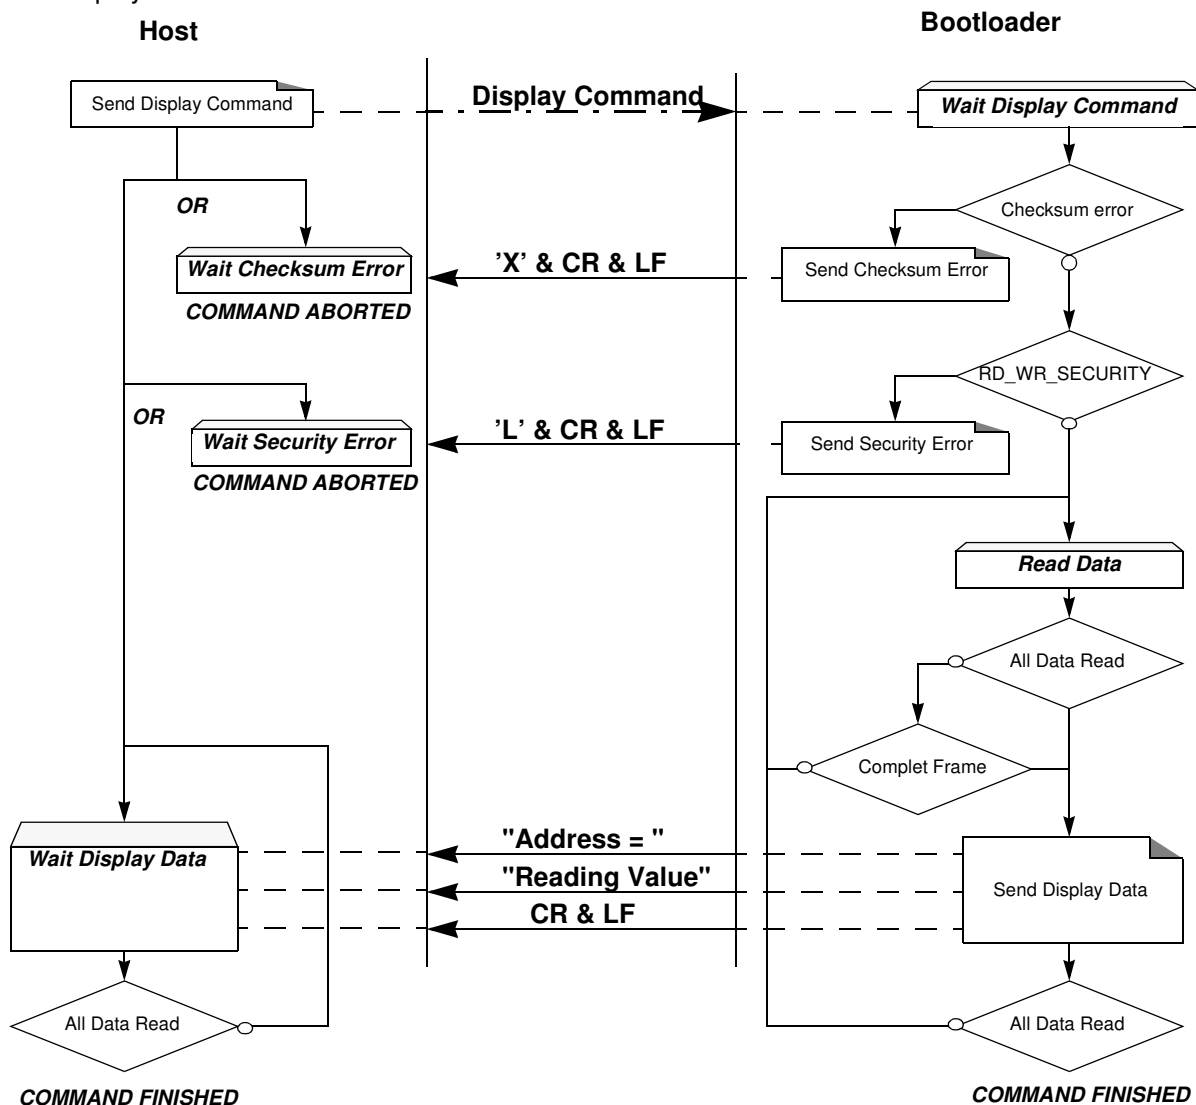 Host
Bootloader
Send Display Command
Display Command
Wait Display Command
OR
Checksum error
Wait Checksum Error
’X’ & CR & LF
Send Checksum Error
COMMAND ABORTED
RD_WR_SECURITY
OR
Wait Security Error
’L’ & CR & LF
Send Security Error
COMMAND ABORTED
Read Data
All Data Read
Complet Frame
"Address = "
Wait Display Data
"Reading Value"
Send Display Data
CR & LF
All Data Read
All Data Read
COMMAND FINISHED
COMMAND FINISHED